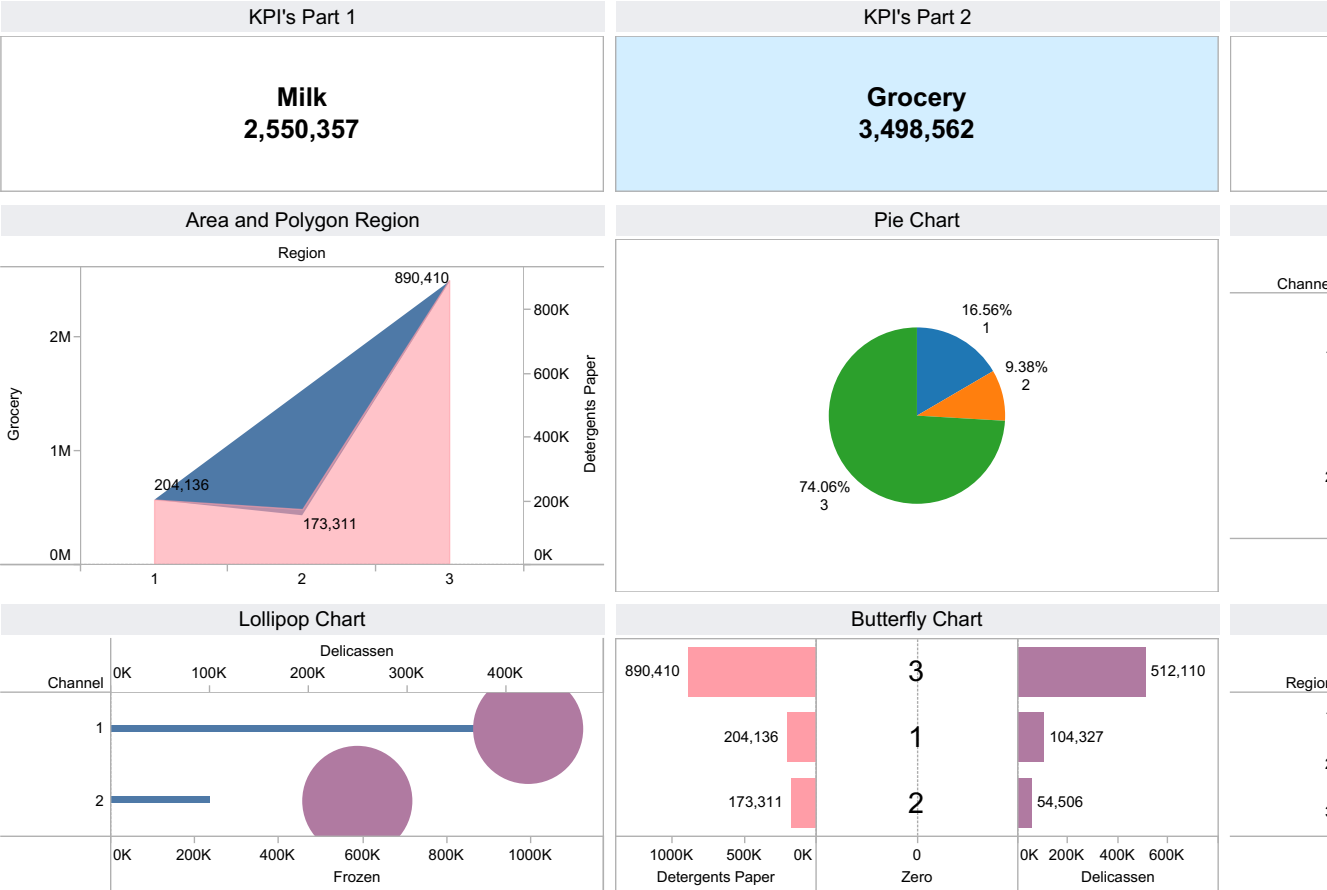 KPI's Part 1
KPI's Part 2
Milk
2,550,357
Grocery
3,498,562
Area and Polygon Region
Pie Chart
Region
890,410
800K
2M
600K
Grocery
Detergents Paper
1M
400K
204,136
200K
173,311
0M
0K
1
2
3
16.56%
1
9.38%
2
74.06%
3
Channe
Lollipop Chart
Butterfly Chart
Delicassen
Channel
0K 100K 200K 300K 400K
1
2
0K 200K 400K 600K 800K 1000K
Frozen
890,410 3 512,110
204,136 1 104,327
173,311 2 54,506
1000K 500K 0K 0 0K 200K 400K 600K
Detergents Paper Zero Delicassen
Region